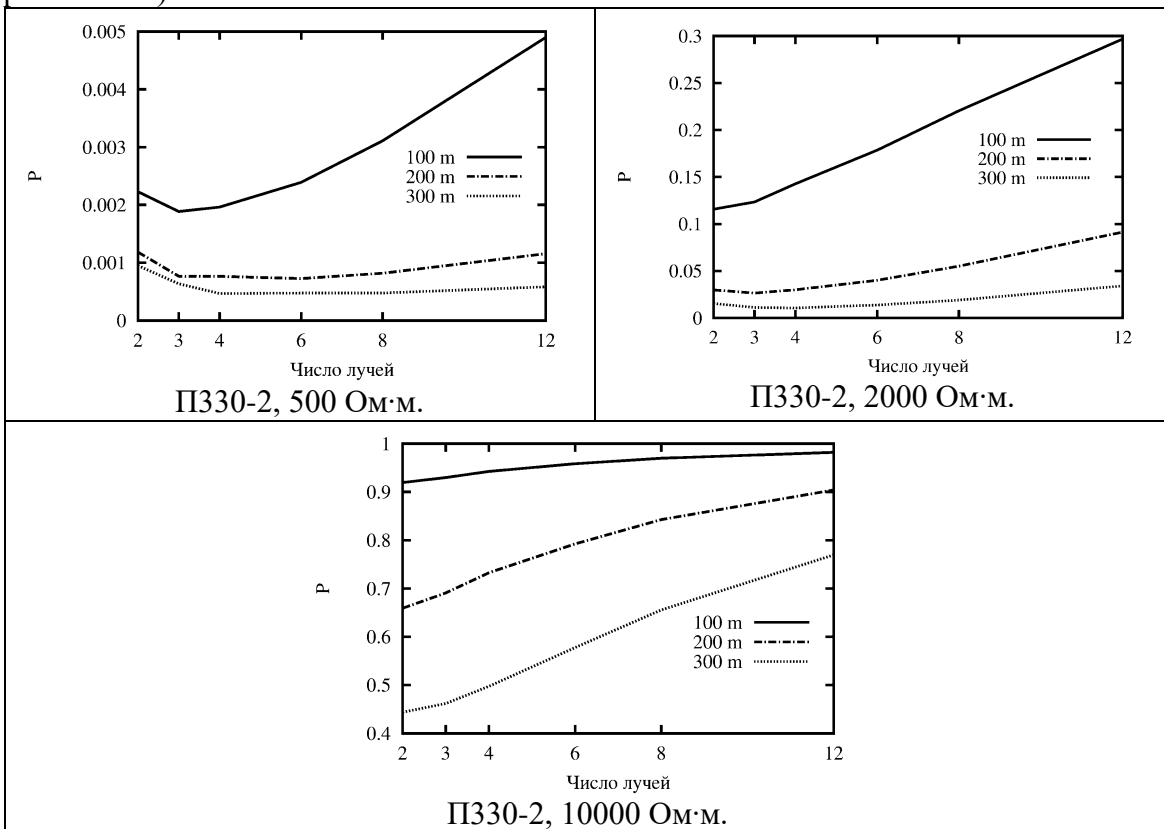 0.005
0.004
0.003
0.002
0.001
0
P
100 m
200 m
300 m
2 3 4 6 8 12
Число лучей
П330-2, 500 Ом·м.
0.3
0.25
0.2
0.15
0.1
0.05
0
P
100 m
200 m
300 m
2 3 4 6 8 12
Число лучей
П330-2, 2000 Ом·м.
1
0.9
0.8
0.7
0.6
0.5
0.4
P
100 m
200 m
300 m
2 3 4 6 8 12
Число лучей
П330-2, 10000 Ом·м.